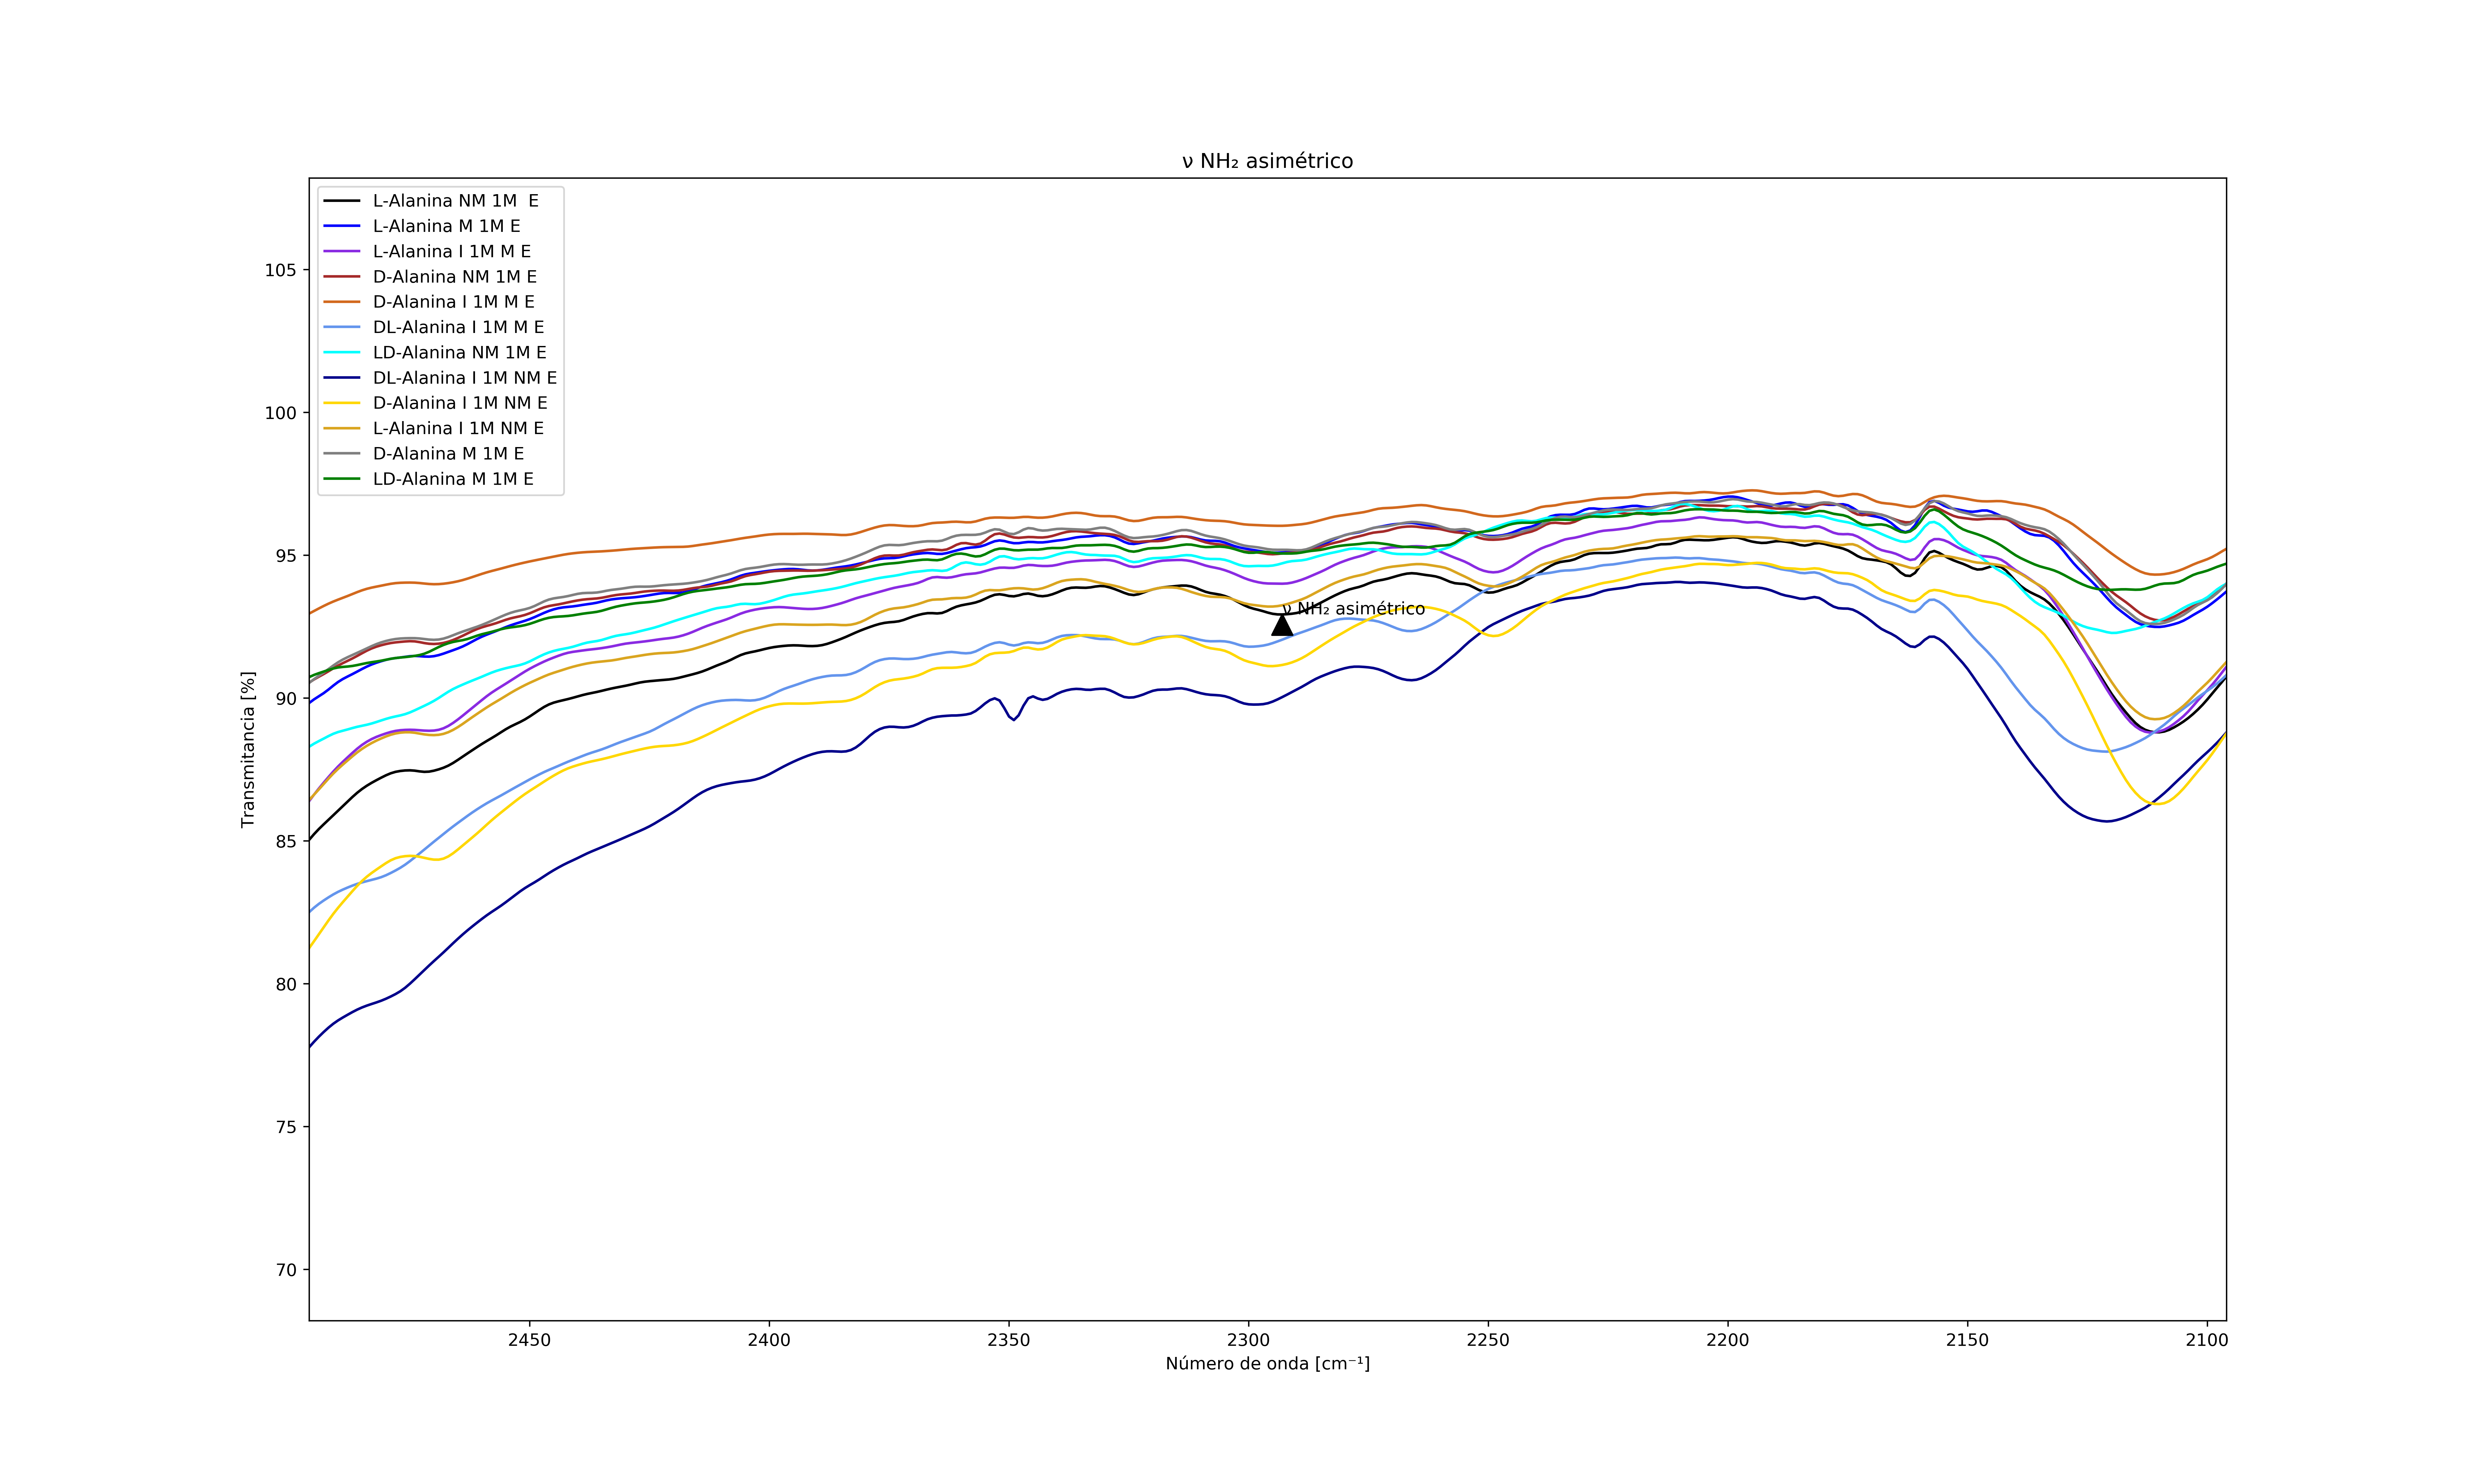 ν NH₂ asimétrico
L-Alanina NM 1M  E
L-Alanina M 1M E
L-Alanina I 1M M E
D-Alanina NM 1M E
D-Alanina I 1M M E
DL-Alanina I 1M M E
LD-Alanina NM 1M E
DL-Alanina I 1M NM E
D-Alanina I 1M NM E
L-Alanina I 1M NM E
D-Alanina M 1M E
LD-Alanina M 1M E
105
100
95
90
85
80
75
70
Transmitancia [%]
ν NH₂ asimétrico
2450 2400 2350 2300 2250 2200 2150 2100
Número de onda [cm⁻¹]